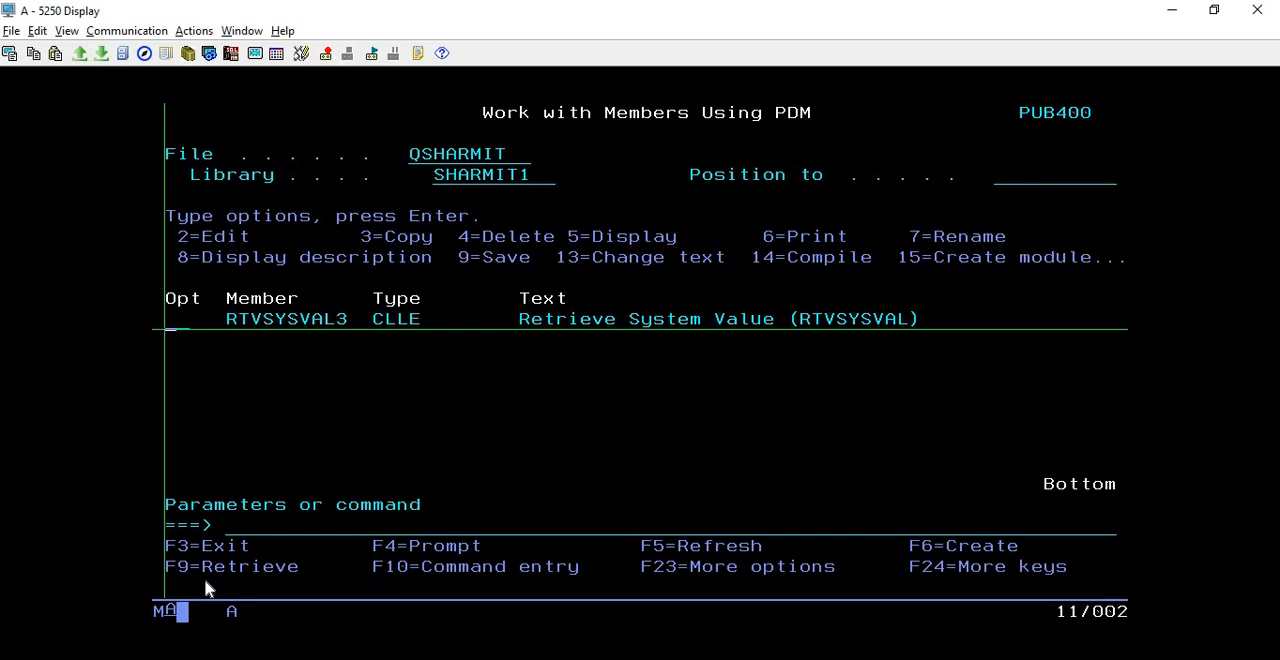 A - 5250 Display
File Edit View Communication Actions Window Help
Work with Members Using PDM PUB400
File . . . . . . QSHARMIT
Library . . . . SHARMIT1 Position to . . . . .
Type options, press Enter.
2=Edit 3=Copy 4=Delete 5=Display 6=Print 7=Rename
8=Display description 9=Save 13=Change text 14=Compile 15=Create module...
Opt Member Type Text
RTVSYSVAL3 CLLE Retrieve System Value (RTVSYSVAL)
Bottom
Parameters or command
===>
F3=Exit F4=Prompt F5=Refresh F6=Create
F9=Retrieve F10=Command entry F23=More options F24=More keys
MA A 11/002